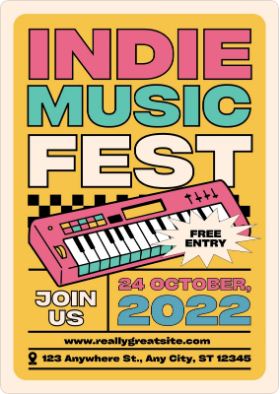 INDIE
MUSIC
FEST
FREE
ENTRY
JOIN
US
24 OCTOBER,
2022
www.reallygreatsite.com
123 Anywhere St., Any City, ST 12345